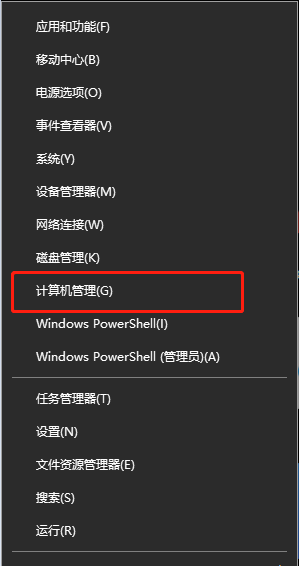 应用和功能(F)
移动中心(B)
电源选项(O)
事件查看器(V)
系统(Y)
设备管理器(M)
网络连接(W)
磁盘管理(K)
计算机管理(G)
Windows PowerShell(I)
Windows PowerShell (管理员)(A)
任务管理器(T)
设置(N)
文件资源管理器(E)
搜索(S)
运行(R)